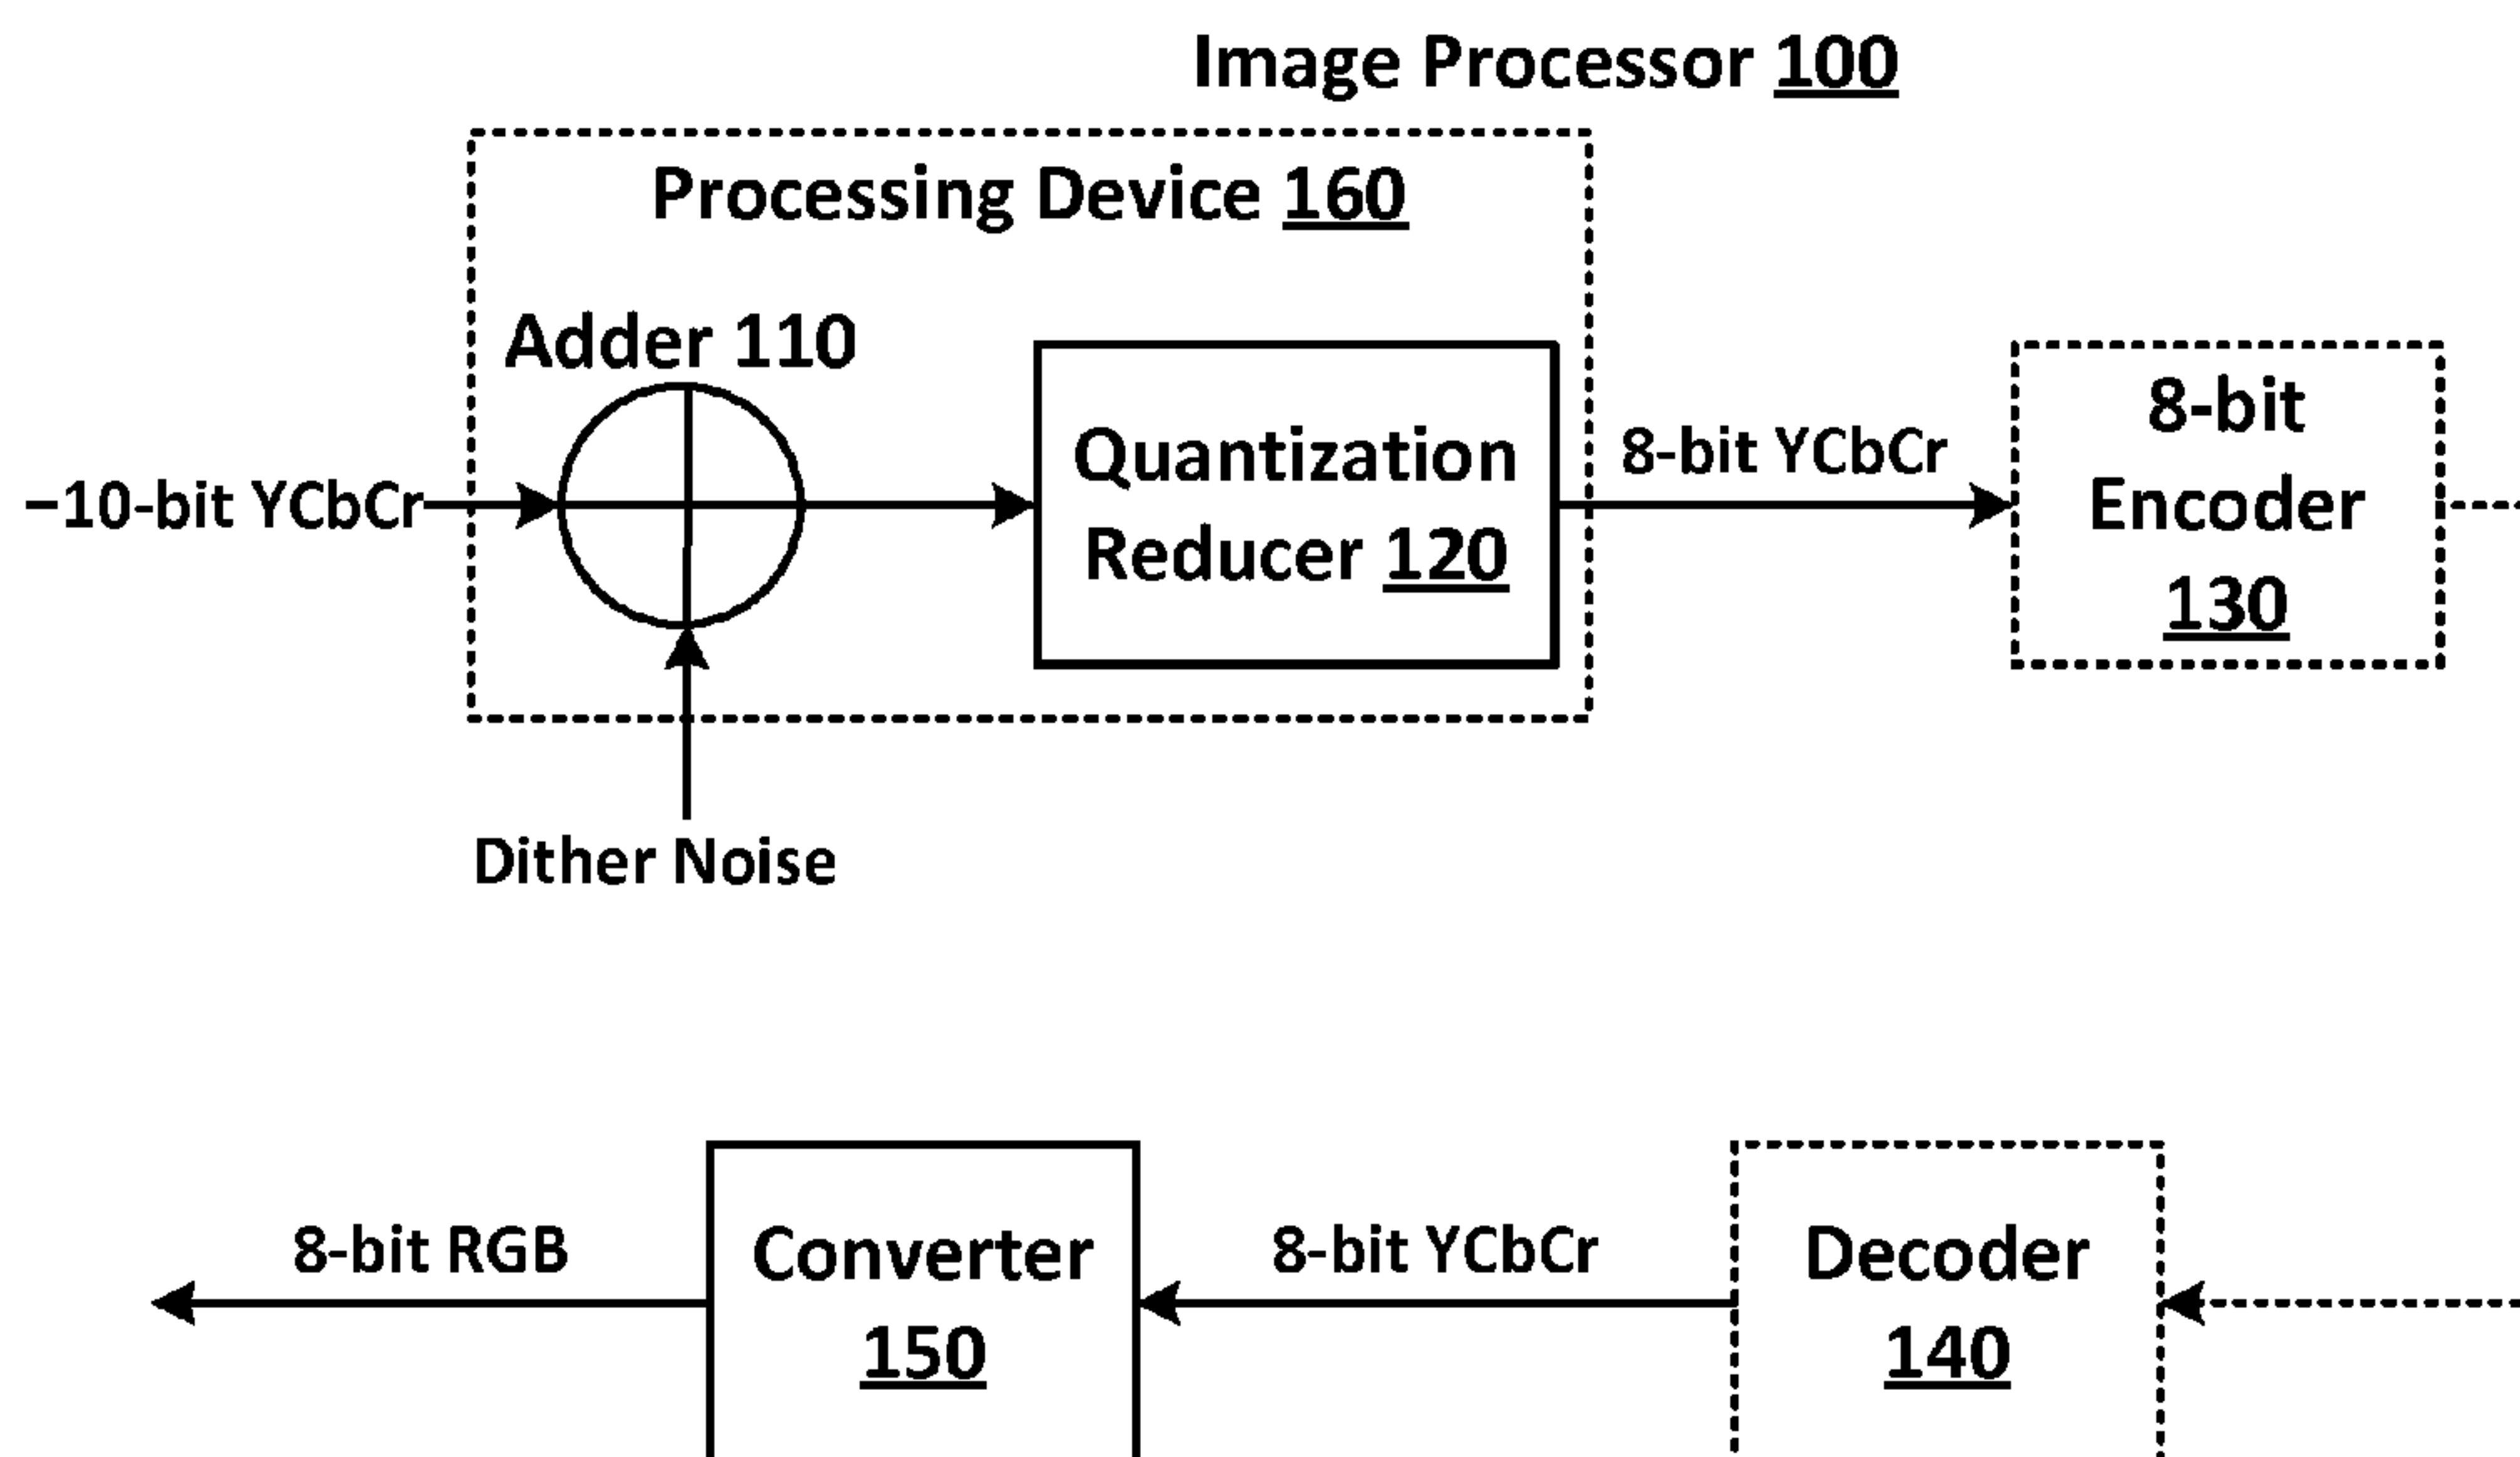 Image Processor 100
Processing Device 160
Adder 110
–10-bit YCbCr
Quantization
Reducer 120
8-bit YCbCr
8-bit
Encoder
130
Dither Noise
8-bit RGB
Converter
150
8-bit YCbCr
Decoder
140